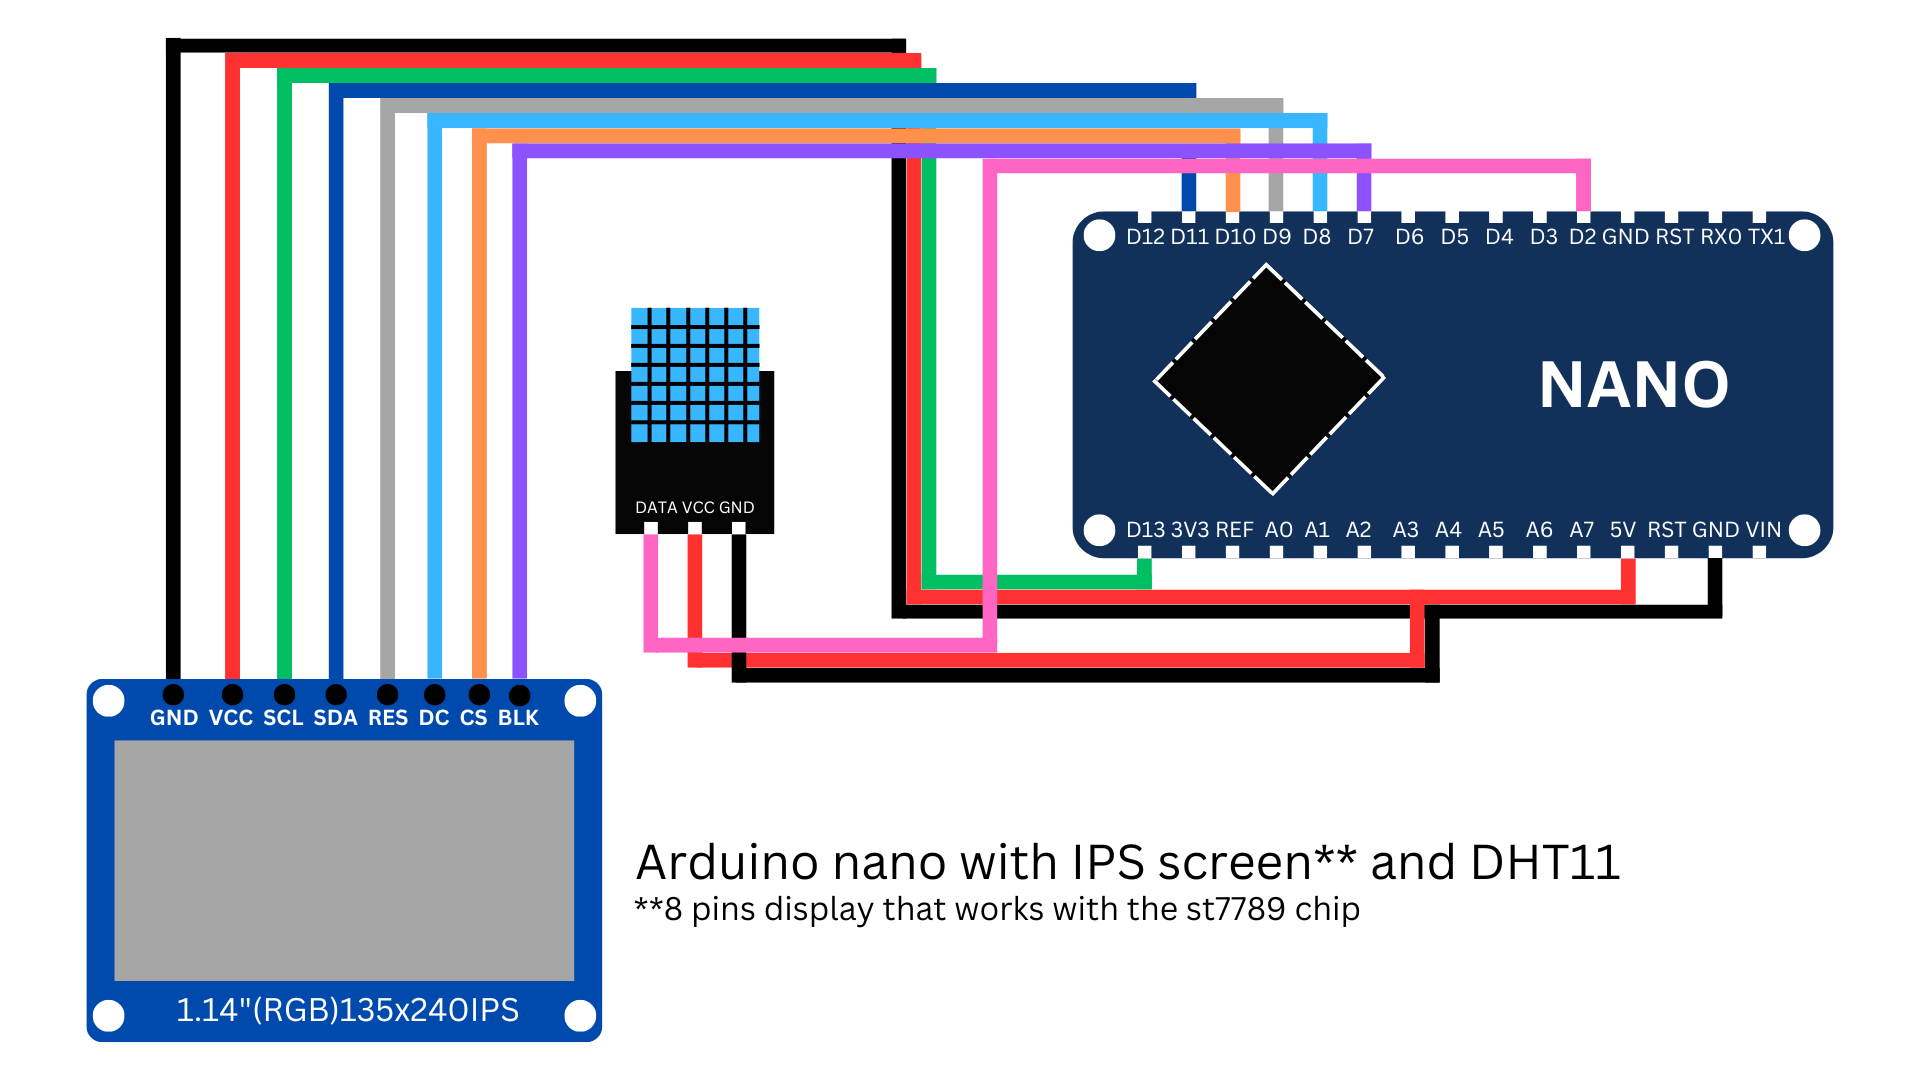 D12 D11 D10 D9 D8 D7 D6 D5 D4 D3 D2 GND RST RX0 TX1
NANO
DATA VCC GND
D13 3V3 REF A0 A1 A2 A3 A4 A5 A6 A7 5V RST GND VIN
GND VCC SCL SDA RES DC CS BLK
1.14"(RGB)135x240IPS
Arduino nano with IPS screen** and DHT11
**8 pins display that works with the st7789 chip